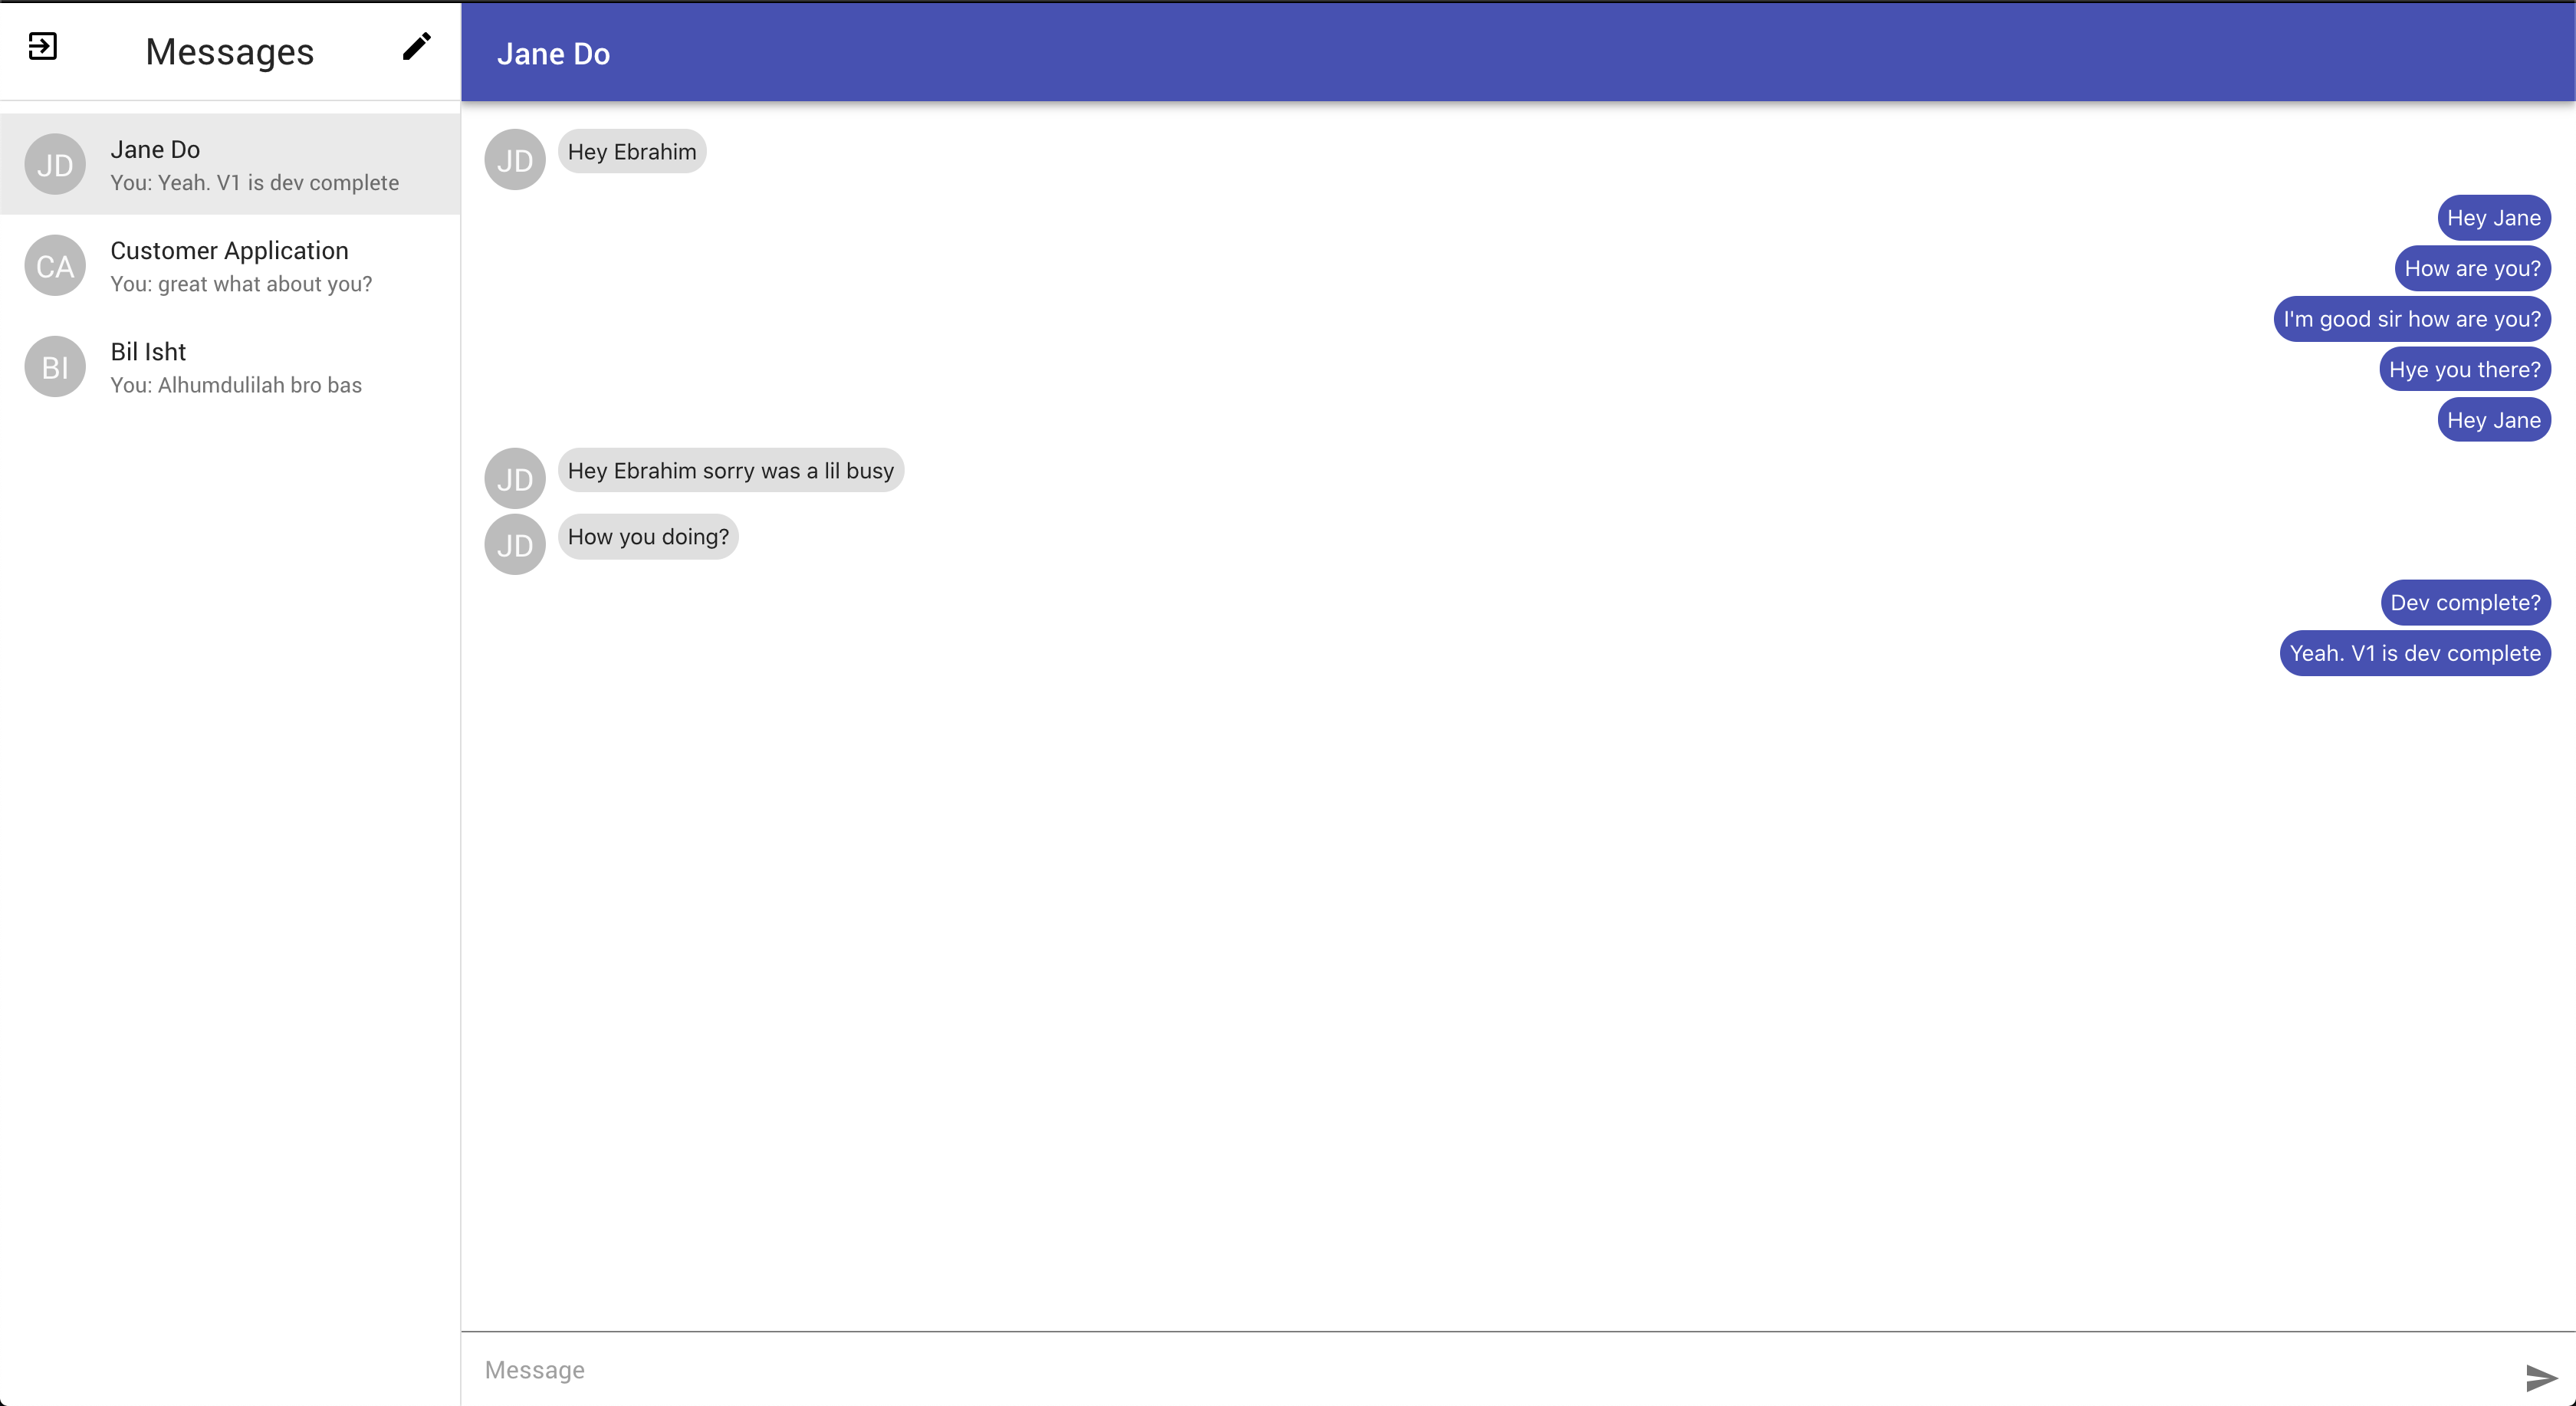 Messages
JD
Jane Do
You: Yeah. V1 is dev complete
CA
Customer Application
You: great what about you?
BI
Bil Isht
You: Alhumdulilah bro bas
Jane Do
JD
Hey Ebrahim
Hey Jane
How are you?
I'm good sir how are you?
Hye you there?
Hey Jane
JD
Hey Ebrahim sorry was a lil busy
JD
How you doing?
Dev complete?
Yeah. V1 is dev complete
Message